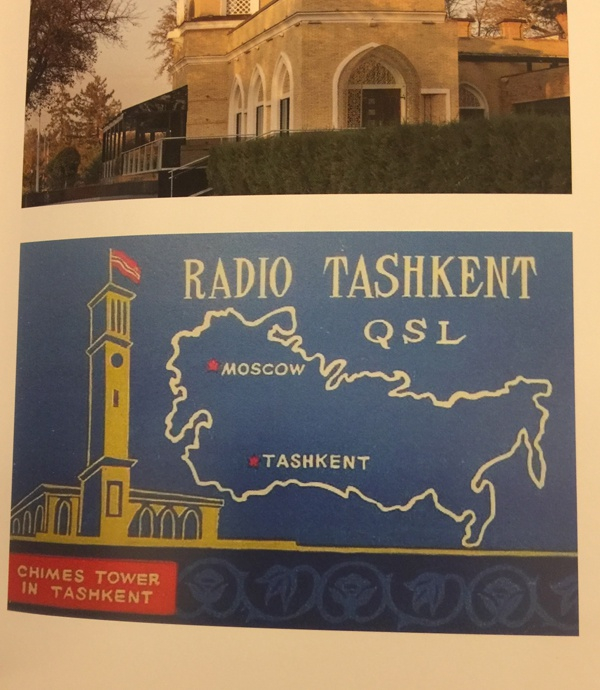 RADIO TASHKENT
QSL
MOSCOW
TASHKENT
CHIMES TOWER
IN TASHKENT